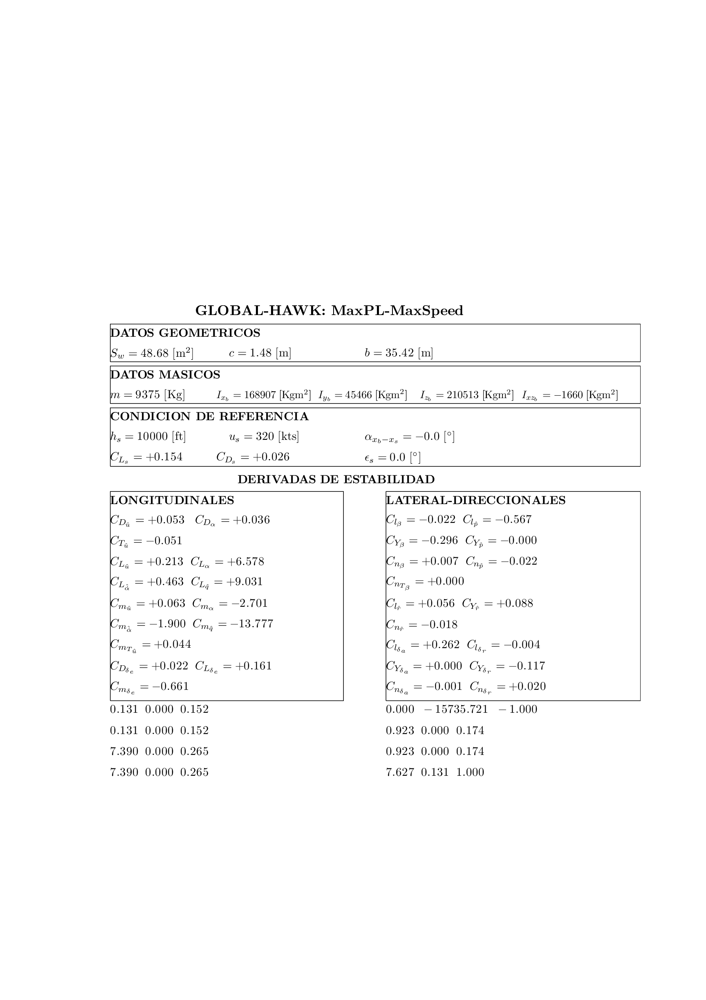 GLOBAL-HAWK: MaxPL-MaxSpeed
DATOS GEOMETRICOS
$S_w = 48.68$ [m$^2$] $c = 1.48$ [m] $b = 35.42$ [m]
DATOS MASICOS
$m = 9375$ [Kg] $I_{x_b} = 168907$ [Kgm$^2$] $I_{y_b} = 45466$ [Kgm$^2$] $I_{z_b} = 210513$ [Kgm$^2$] $I_{xz_b} = -1660$ [Kgm$^2$]
CONDICION DE REFERENCIA
$h_s = 10000$ [ft] $u_s = 320$ [kts] $\alpha_{x_b-x_s} = -0.0$ [$^\circ$]
$C_{L_s} = +0.154$ $C_{D_s} = +0.026$ $\epsilon_s = 0.0$ [$^\circ$]
DERIVADAS DE ESTABILIDAD
LONGITUDINALES
$C_{D_{\hat{u}}} = +0.053$ $C_{D_\alpha} = +0.036$
$C_{T_{\hat{u}}} = -0.051$
$C_{L_{\hat{u}}} = +0.213$ $C_{L_\alpha} = +6.578$
$C_{L_{\hat{\dot{\alpha}}}} = +0.463$ $C_{L_{\hat{q}}} = +9.031$
$C_{m_{\hat{u}}} = +0.063$ $C_{m_\alpha} = -2.701$
$C_{m_{\hat{\dot{\alpha}}}} = -1.900$ $C_{m_{\hat{q}}} = -13.777$
$C_{m_{T_{\hat{u}}}} = +0.044$
$C_{D_{\delta_e}} = +0.022$ $C_{L_{\delta_e}} = +0.161$
$C_{m_{\delta_e}} = -0.661$
0.131 0.000 0.152
0.131 0.000 0.152
7.390 0.000 0.265
7.390 0.000 0.265
LATERAL-DIRECCIONALES
$C_{l_\beta} = -0.022$ $C_{l_{\hat{p}}} = -0.567$
$C_{Y_\beta} = -0.296$ $C_{Y_{\hat{p}}} = -0.000$
$C_{n_\beta} = +0.007$ $C_{n_{\hat{p}}} = -0.022$
$C_{n_{T_\beta}} = +0.000$
$C_{l_{\hat{r}}} = +0.056$ $C_{Y_{\hat{r}}} = +0.088$
$C_{n_{\hat{r}}} = -0.018$
$C_{l_{\delta_a}} = +0.262$ $C_{l_{\delta_r}} = -0.004$
$C_{Y_{\delta_a}} = +0.000$ $C_{Y_{\delta_r}} = -0.117$
$C_{n_{\delta_a}} = -0.001$ $C_{n_{\delta_r}} = +0.020$
0.000 −15735.721 −1.000
0.923 0.000 0.174
0.923 0.000 0.174
7.627 0.131 1.000